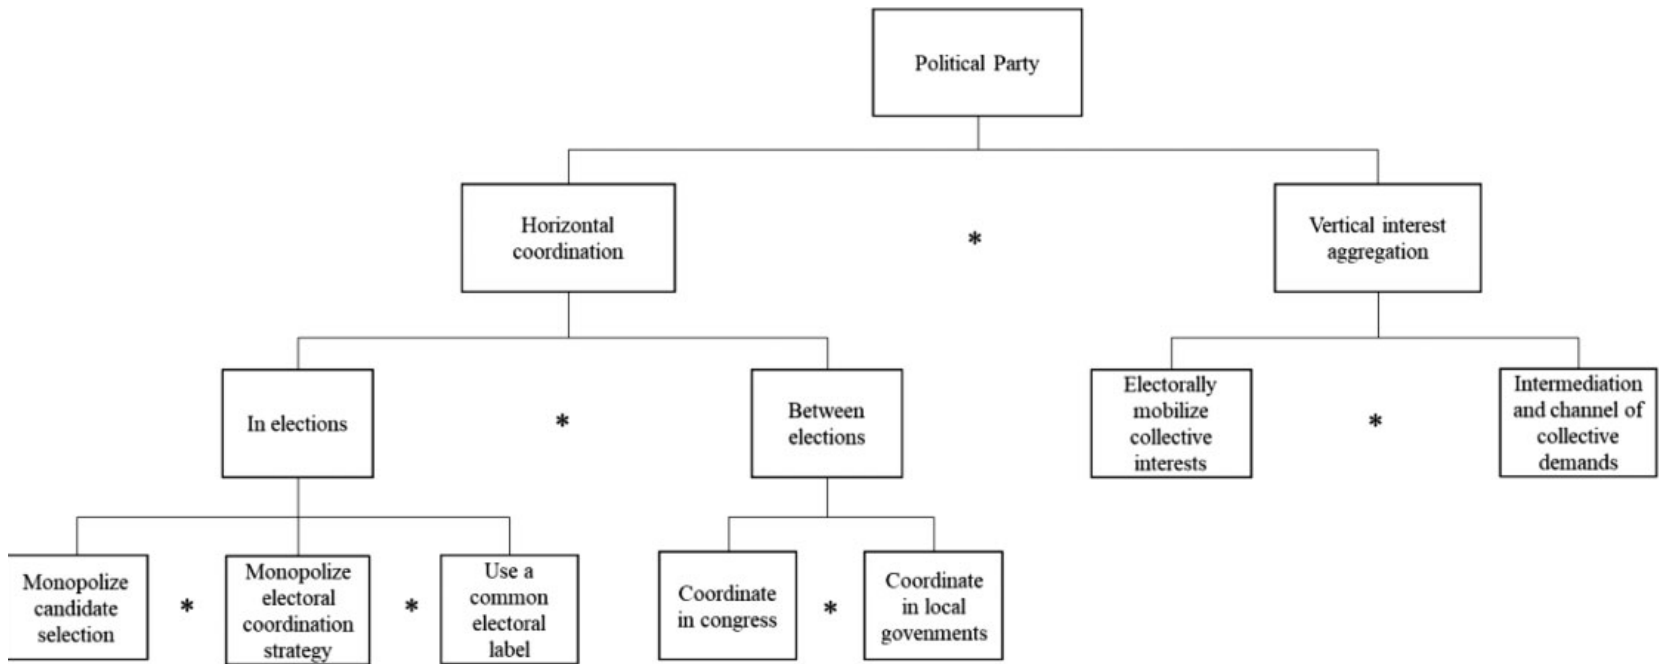 Political Party
Horizontal
coordination
*
Vertical interest
aggregation
In elections
*
Between
elections
Electorally
mobilize
collective
interests
*
Intermediation
and channel of
collective
demands
Monopolize
candidate
selection
*
Monopolize
electoral
coordination
strategy
*
Use a
common
electoral
label
Coordinate
in congress
*
Coordinate
in local
govenments